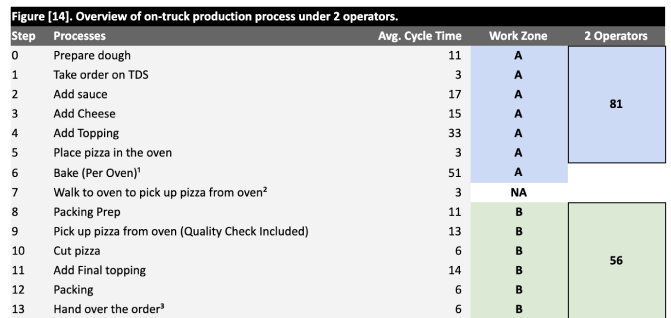 Figure [14]. Overview of on-truck production process under 2 operators.
Step Processes Avg. Cycle Time Work Zone 2 Operators
0 Prepare dough 11 A
1 Take order on TDS 3 A
2 Add sauce 17 A
81
3 Add Cheese 15 A
4 Add Topping 33 A
5 Place pizza in the oven 3 A
6 Bake (Per Oven)¹ 51 A
7 Walk to oven to pick up pizza from oven² 3 NA
8 Packing Prep 11 B
9 Pick up pizza from oven (Quality Check Included) 13 B
10 Cut pizza 6 B
56
11 Add Final topping 14 B
12 Packing 6 B
13 Hand over the order³ 6 B